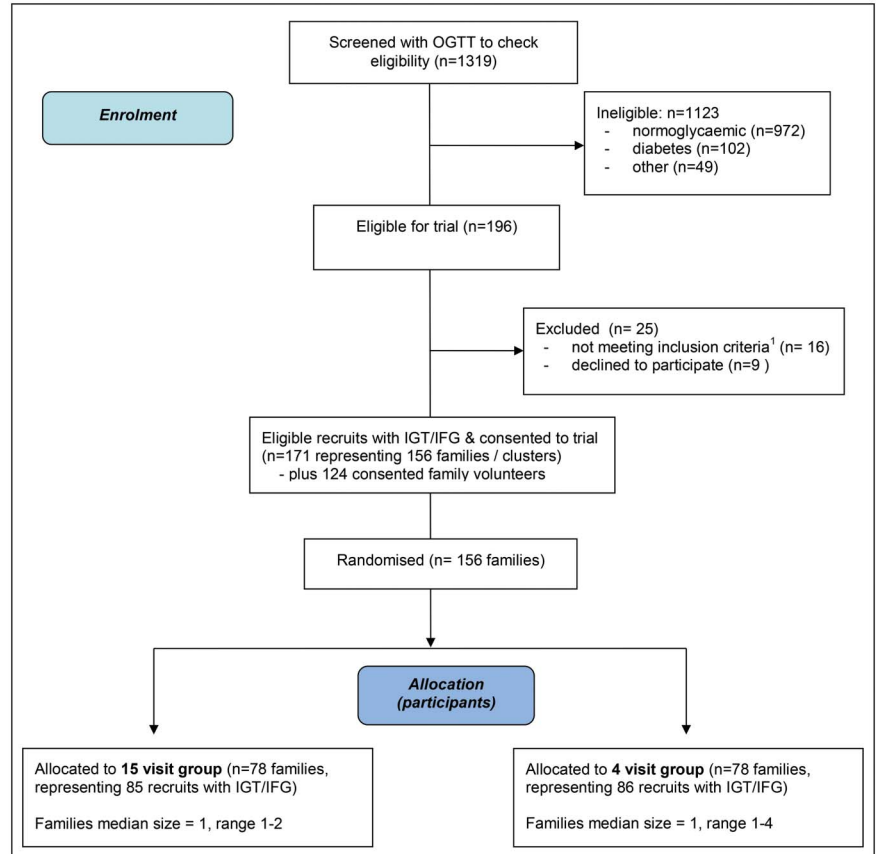 Screened with OGTT to check
eligibility (n=1319)
Enrolment
Ineligible: n=1123
- normoglycaemic (n=972)
- diabetes (n=102)
- other (n=49)
Eligible for trial (n=196)
Excluded (n= 25)
- not meeting inclusion criteria¹ (n= 16)
- declined to participate (n=9 )
Eligible recruits with IGT/IFG & consented to trial
(n=171 representing 156 families / clusters)
- plus 124 consented family volunteers
Randomised (n= 156 families)
Allocation
(participants)
Allocated to 15 visit group (n=78 families,
representing 85 recruits with IGT/IFG)
Families median size = 1, range 1-2
Allocated to 4 visit group (n=78 families,
representing 86 recruits with IGT/IFG)
Families median size = 1, range 1-4